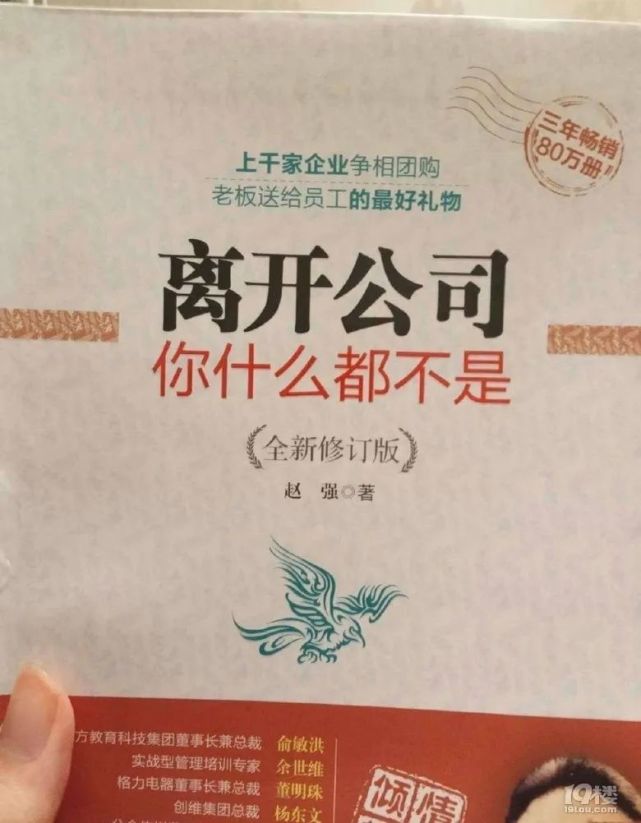 三年畅销
80万册
上千家企业争相团购
老板送给员工的最好礼物
离开公司
你什么都不是
全新修订版
赵 强◎著
方教育科技集团董事长兼总裁 俞敏洪
实战型管理培训专家 余世维
格力电器董事长兼总裁 董明珠
创维集团总裁 杨东文
倾情
19楼
19lou.com